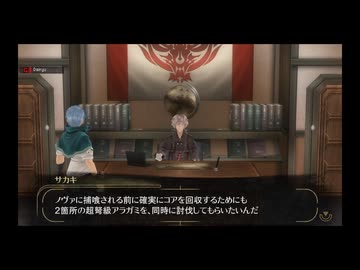 サカキ
ノヴァに捕喰される前に確実にコアを回収するためにも
2箇所の超弩級アラガミを、同時に討伐してもらいたいんだ